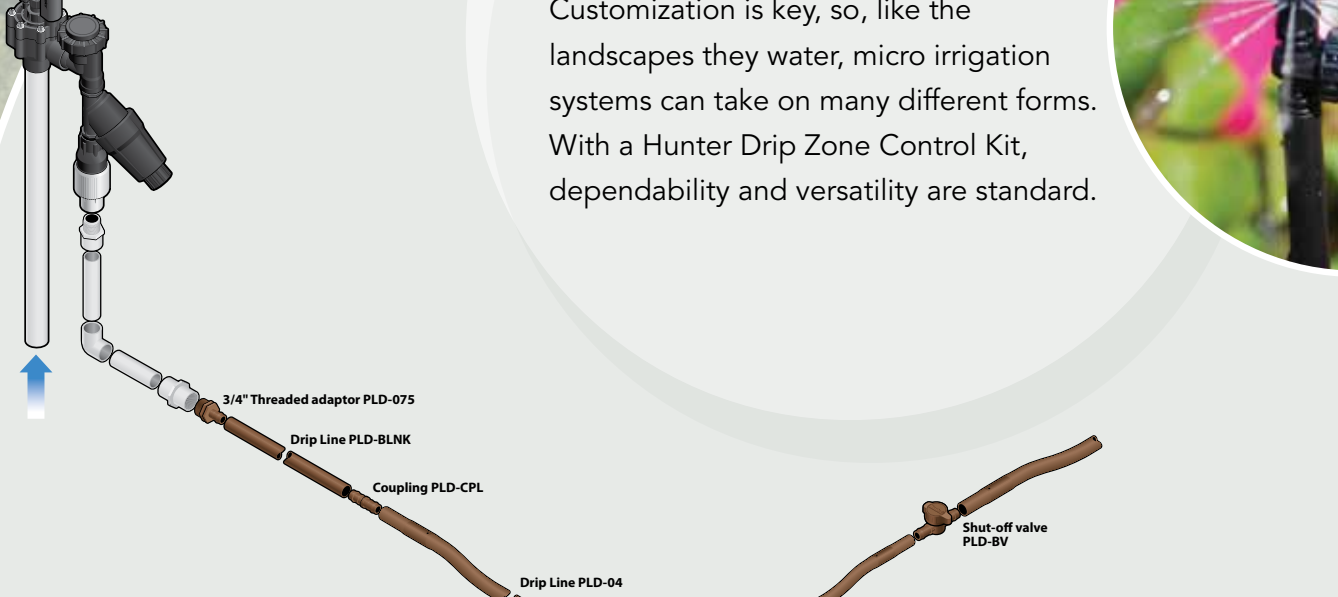 Customization is key, so, like the
landscapes they water, micro irrigation
systems can take on many different forms.
With a Hunter Drip Zone Control Kit,
dependability and versatility are standard.
3/4" Threaded adaptor PLD-075
Drip Line PLD-BLNK
Coupling PLD-CPL
Shut-off valve
PLD-BV
Drip Line PLD-04